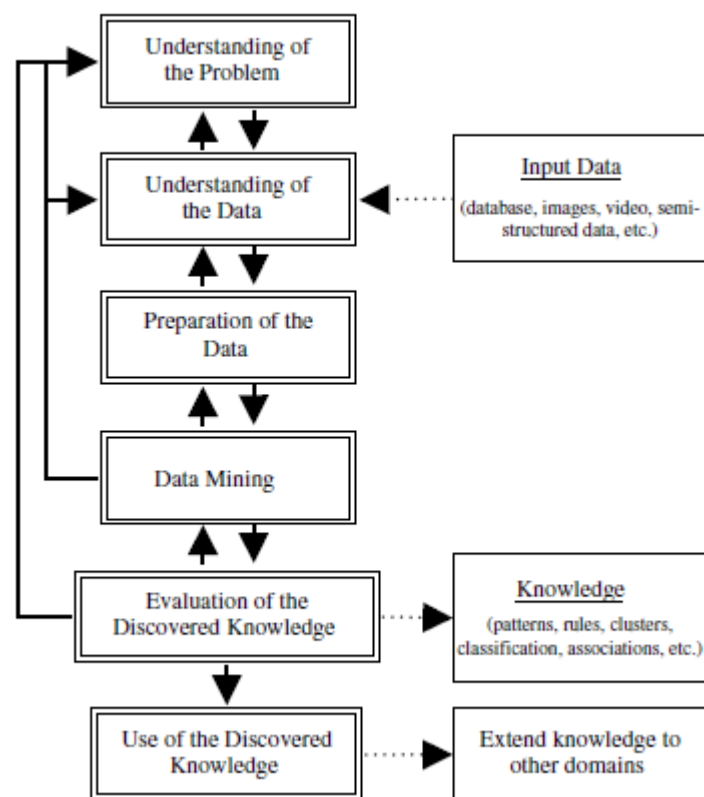 Understanding of
the Problem
Understanding of
the Data
Input Data
(database, images, video, semi-
structured data, etc.)
Preparation of the
Data
Data Mining
Evaluation of the
Discovered Knowledge
Knowledge
(patterns, rules, clusters,
classification, associations, etc.)
Use of the Discovered
Knowledge
Extend knowledge to
other domains